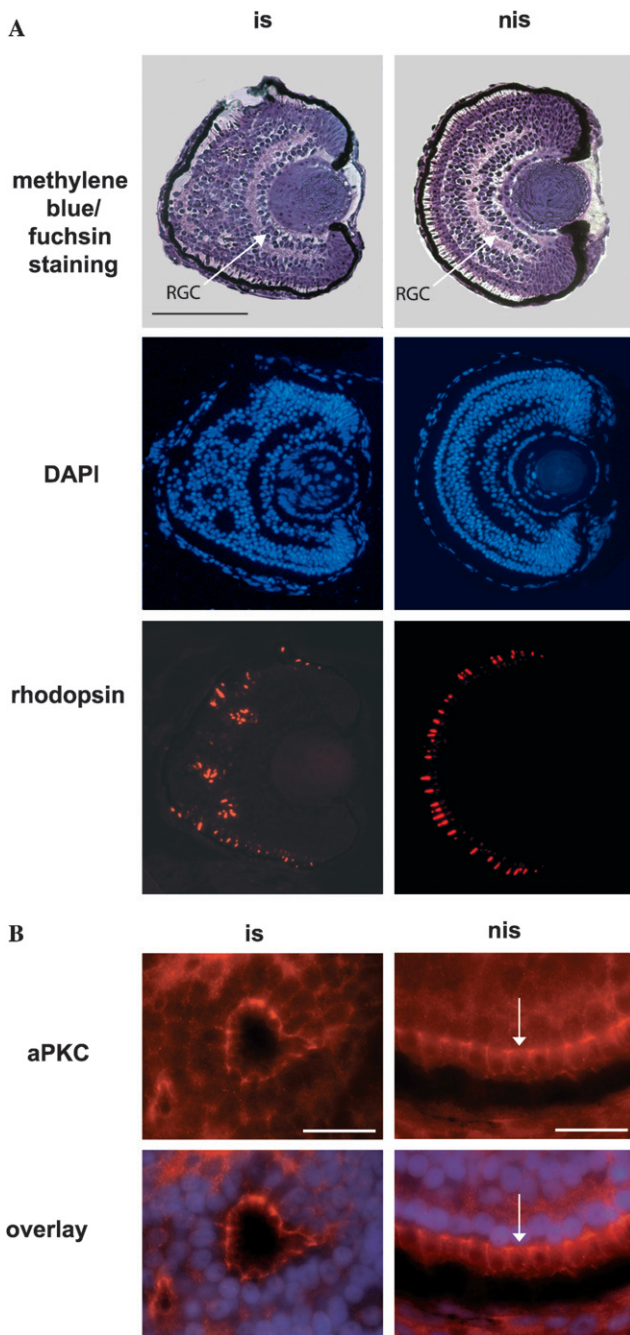 A
is
nis
methylene
blue/
fuchsin
staining
RGC
RGC
DAPI
rhodopsin
B
is
nis
aPKC
overlay